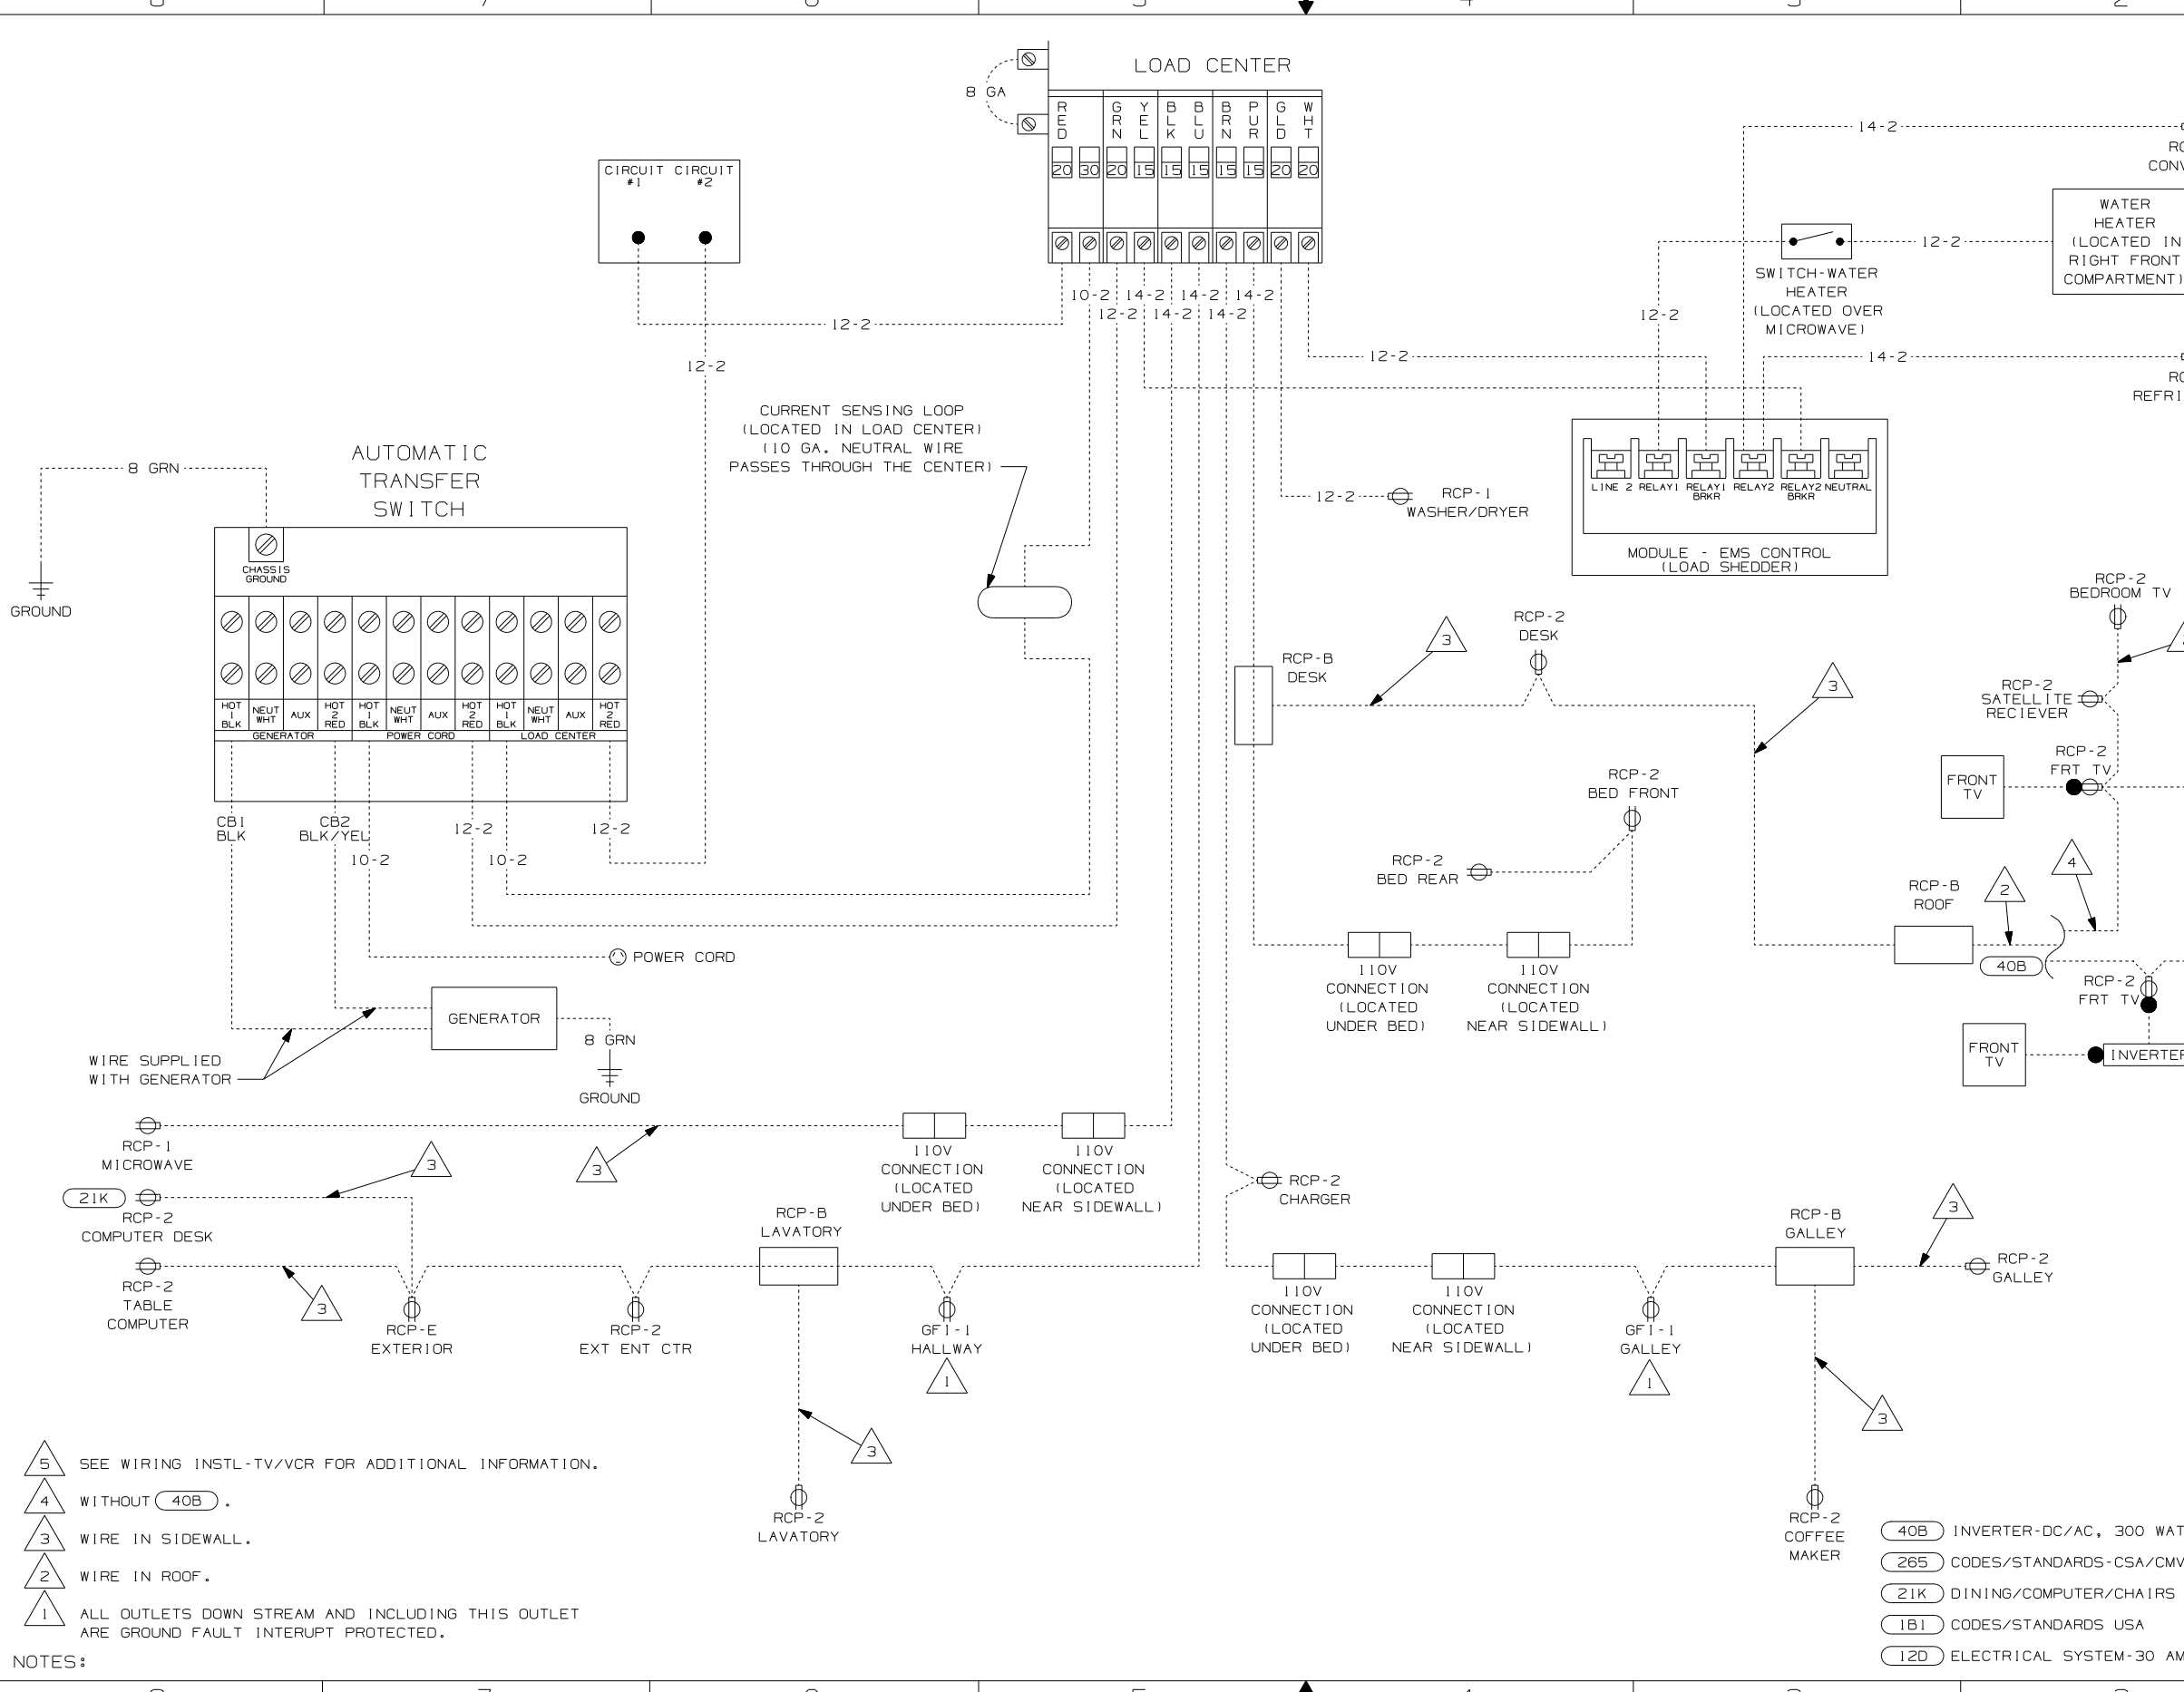 LOAD CENTER
8 GA
RED
GRN
YEL
BLK
BLU
BRN
PUR
GLD
WHT
20 30 20 15 15 15 15 15 20 20
CIRCUIT #1
CIRCUIT #2
10-2 14-2 14-2 14-2
12-2 14-2 14-2
12-2
12-2
14-2
WATER
HEATER
(LOCATED IN
RIGHT FRONT
COMPARTMENT)
12-2
SWITCH-WATER
HEATER
(LOCATED OVER
MICROWAVE)
12-2
12-2
14-2
CURRENT SENSING LOOP
(LOCATED IN LOAD CENTER)
(10 GA. NEUTRAL WIRE
PASSES THROUGH THE CENTER)
AUTOMATIC
TRANSFER
SWITCH
8 GRN
GROUND
CHASSIS
GROUND
HOT 1 BLK
NEUT WHT
AUX
HOT 2 RED
HOT 1 BLK
NEUT WHT
AUX
HOT 2 RED
HOT 1 BLK
NEUT WHT
AUX
HOT 2 RED
GENERATOR
POWER CORD
LOAD CENTER
CB1
BLK
CB2
BLK/YEL
12-2
12-2
10-2
10-2
POWER CORD
GENERATOR
8 GRN
GROUND
WIRE SUPPLIED
WITH GENERATOR
12-2
RCP-1
WASHER/DRYER
LINE 2
RELAY1
RELAY1
BRKR
RELAY2
RELAY2
BRKR
NEUTRAL
MODULE - EMS CONTROL
(LOAD SHEDDER)
RCP-B
DESK
3
RCP-2
DESK
3
RCP-2
BEDROOM TV
RCP-2
SATELLITE
RECIEVER
RCP-2
FRT TV
FRONT
TV
RCP-2
BED FRONT
RCP-2
BED REAR
RCP-B
ROOF
2
4
40B
110V
CONNECTION
(LOCATED
UNDER BED)
110V
CONNECTION
(LOCATED
NEAR SIDEWALL)
RCP-2
FRT TV
FRONT
TV
INVERTER
RCP-1
MICROWAVE
3
3
110V
CONNECTION
(LOCATED
UNDER BED)
110V
CONNECTION
(LOCATED
NEAR SIDEWALL)
21K
RCP-2
COMPUTER DESK
RCP-2
TABLE
COMPUTER
3
RCP-E
EXTERIOR
RCP-2
EXT ENT CTR
RCP-B
LAVATORY
GFI-1
HALLWAY
1
3
RCP-2
LAVATORY
RCP-2
CHARGER
110V
CONNECTION
(LOCATED
UNDER BED)
110V
CONNECTION
(LOCATED
NEAR SIDEWALL)
GFI-1
GALLEY
1
RCP-B
GALLEY
3
RCP-2
GALLEY
3
RCP-2
COFFEE
MAKER
5 SEE WIRING INSTL-TV/VCR FOR ADDITIONAL INFORMATION.
4 WITHOUT 40B .
3 WIRE IN SIDEWALL.
2 WIRE IN ROOF.
1 ALL OUTLETS DOWN STREAM AND INCLUDING THIS OUTLET
ARE GROUND FAULT INTERUPT PROTECTED.
NOTES:
40B INVERTER-DC/AC, 300
265 CODES/STANDARDS-CSA/
21K DINING/COMPUTER/CHAIRS
1B1 CODES/STANDARDS USA
12D ELECTRICAL SYSTEM-30